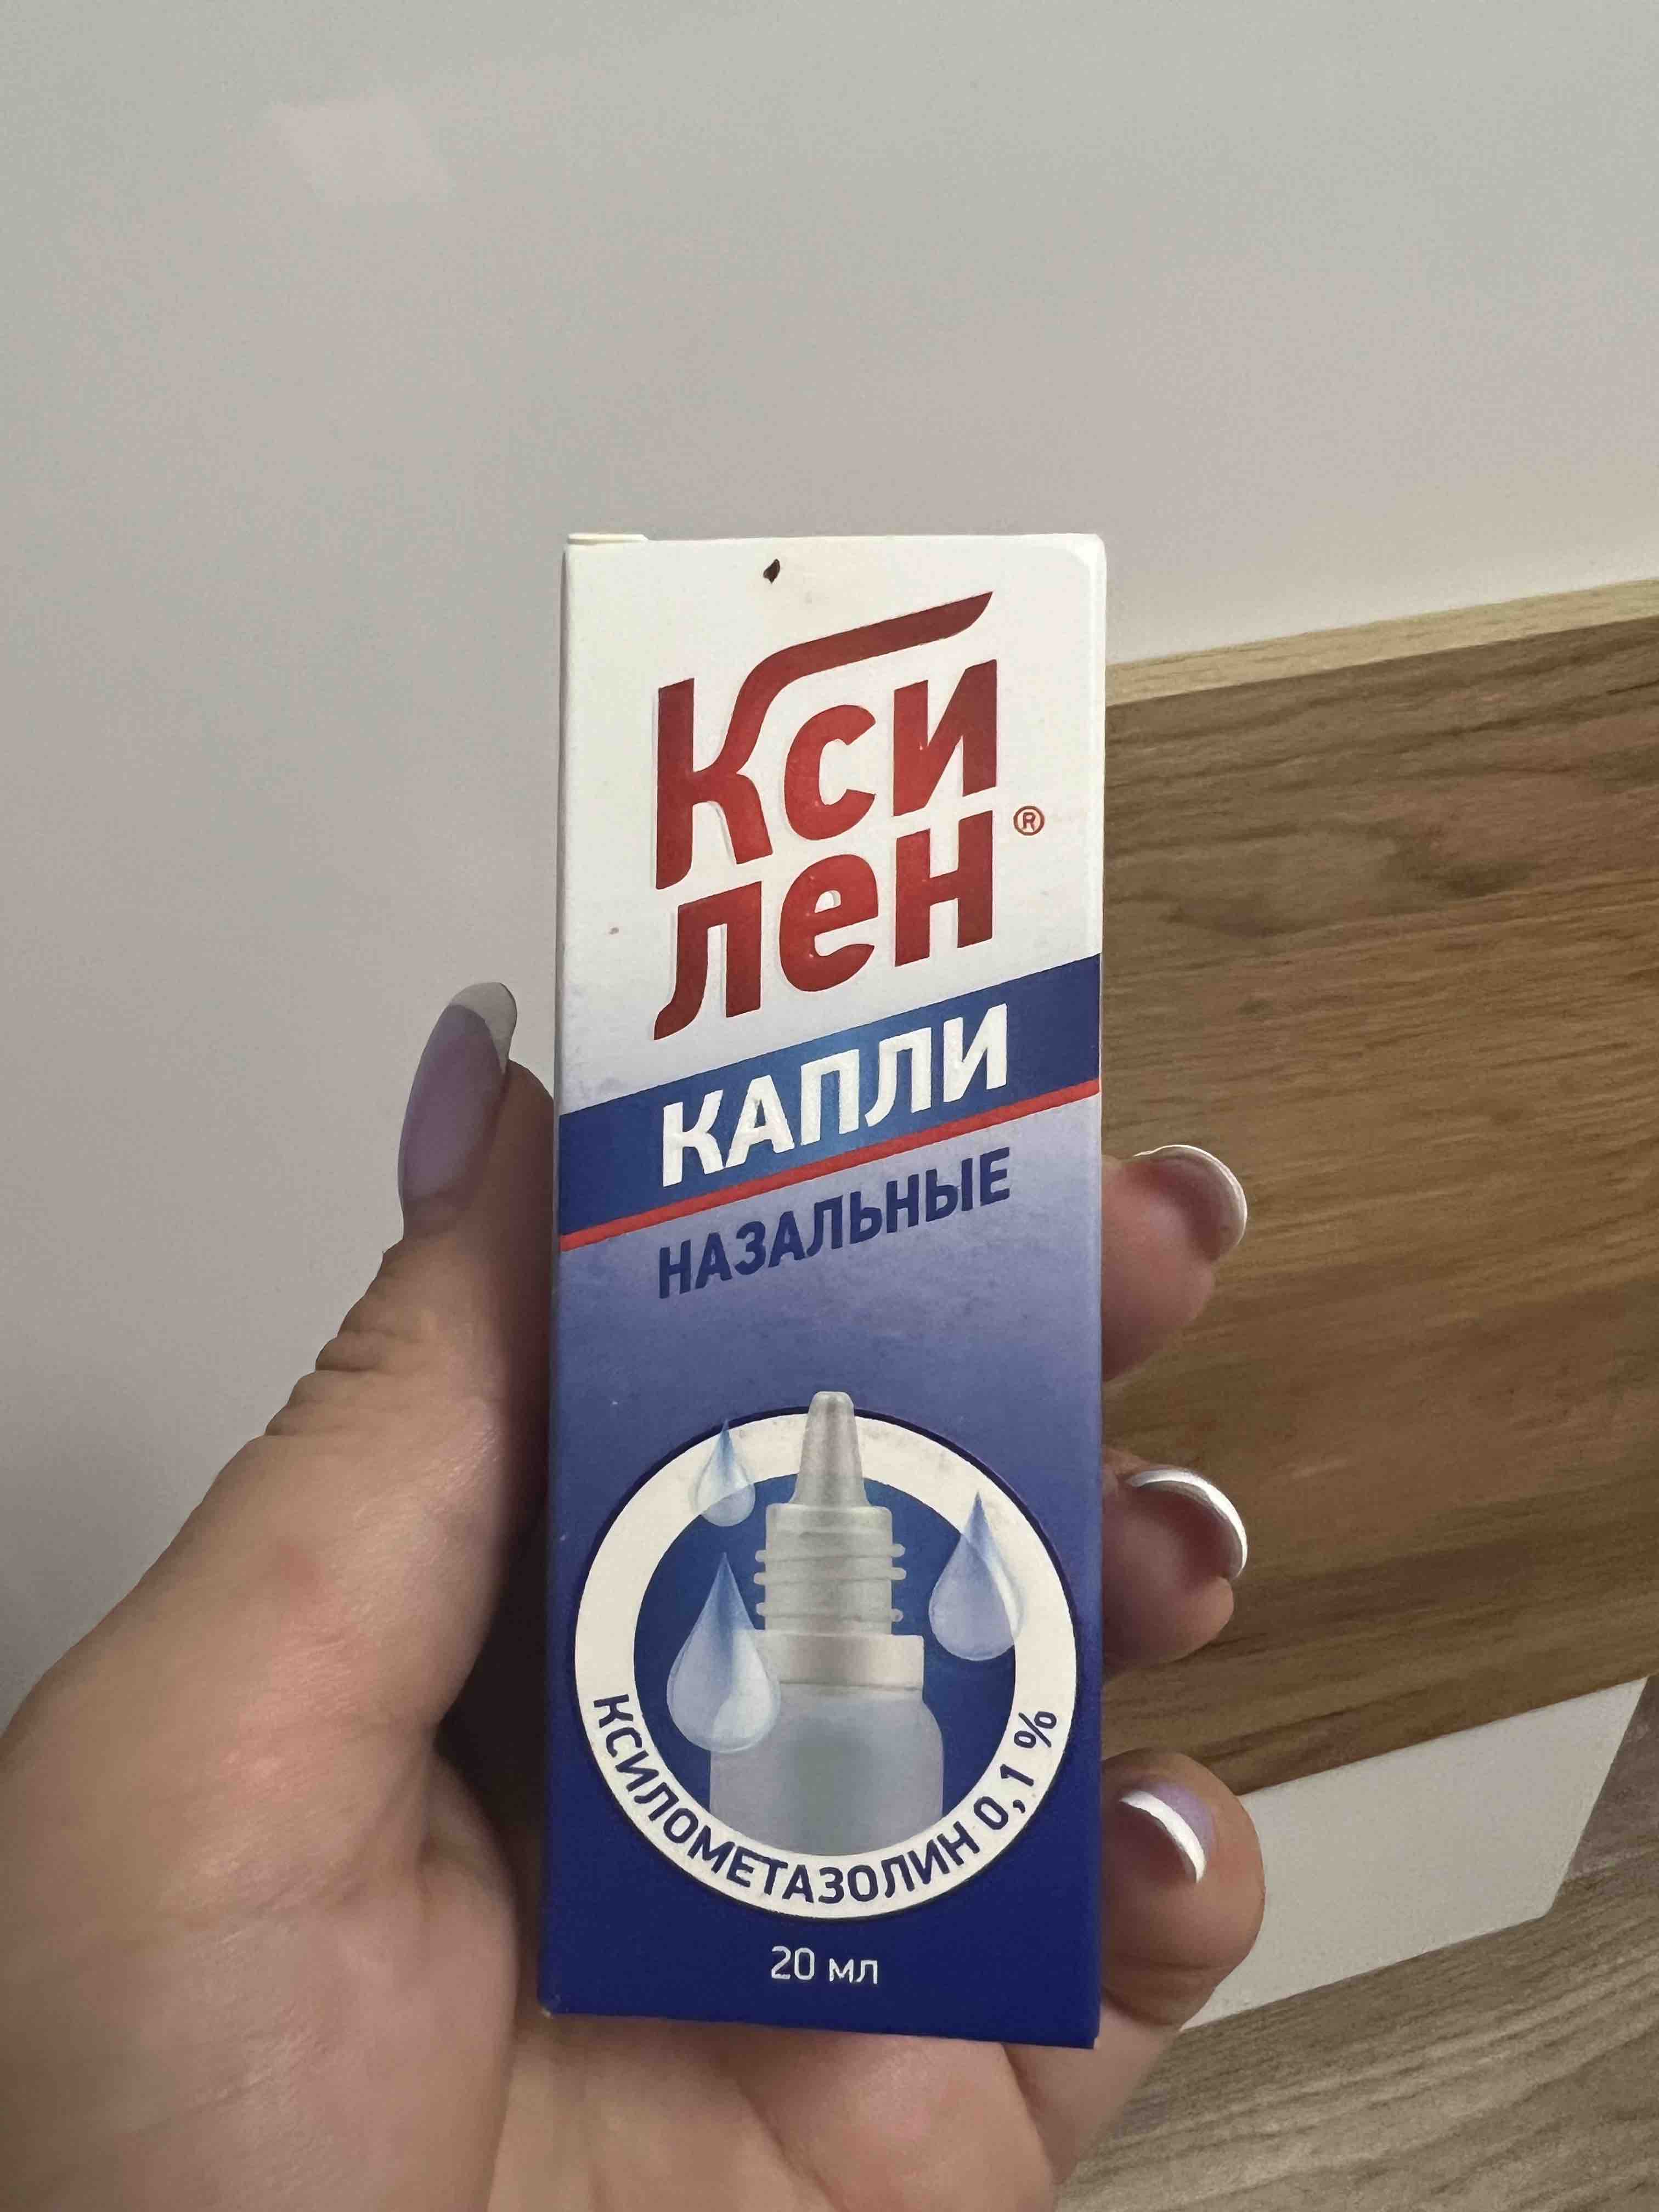 Кси
лен ®
КАПЛИ
НАЗАЛЬНЫЕ
КСИЛОМЕТАЗОЛИН 0,1 %
20 мл